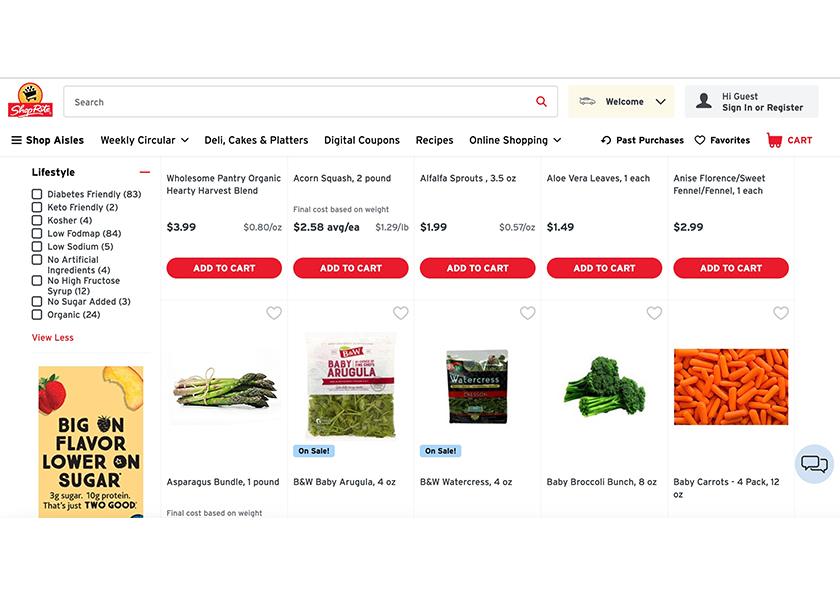 ShopRite
Search
Welcome
Hi Guest
Sign In or Register
Shop Aisles Weekly Circular Deli, Cakes & Platters Digital Coupons Recipes Online Shopping Past Purchases Favorites CART
Lifestyle
Diabetes Friendly (83)
Keto Friendly (2)
Kosher (4)
Low Fodmap (84)
Low Sodium (5)
No Artificial
Ingredients (4)
No High Fructose
Syrup (12)
No Sugar Added (3)
Organic (24)
View Less
BIG ON
FLAVOR
LOWER ON
SUGAR
3g sugar. 10g protein.
That's just TWO GOOD.
Wholesome Pantry Organic
Hearty Harvest Blend
$3.99 $0.80/oz
ADD TO CART
Acorn Squash, 2 pound
Final cost based on weight
$2.58 avg/ea $1.29/lb
ADD TO CART
Alfalfa Sprouts , 3.5 oz
$1.99 $0.57/oz
ADD TO CART
Aloe Vera Leaves, 1 each
$1.49
ADD TO CART
Anise Florence/Sweet
Fennel/Fennel, 1 each
$2.99
ADD TO CART
Asparagus Bundle, 1 pound
Final cost based on weight
B&W
BABY
ARUGULA
On Sale!
B&W Baby Arugula, 4 oz
Watercress
CRESSON
On Sale!
B&W Watercress, 4 oz
Baby Broccoli Bunch, 8 oz
Baby Carrots - 4 Pack, 12
oz